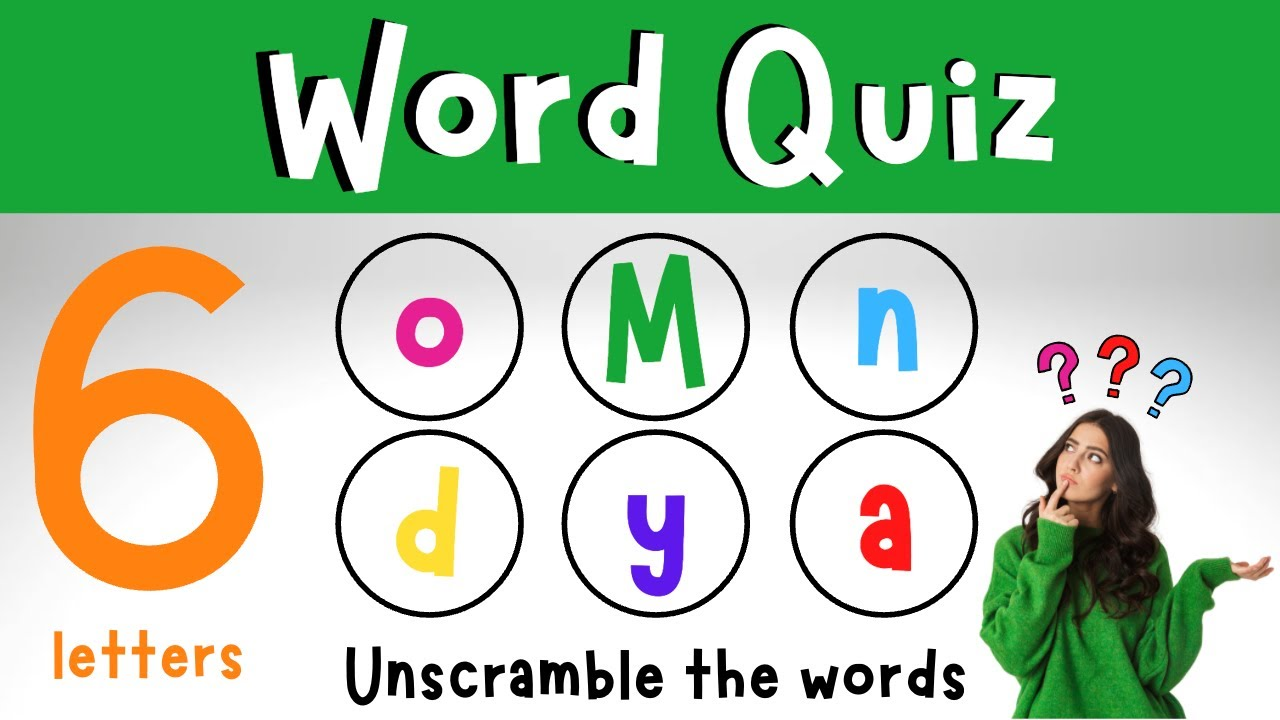 Word Quiz
6
o M n
d y a
letters
Unscramble the words
???